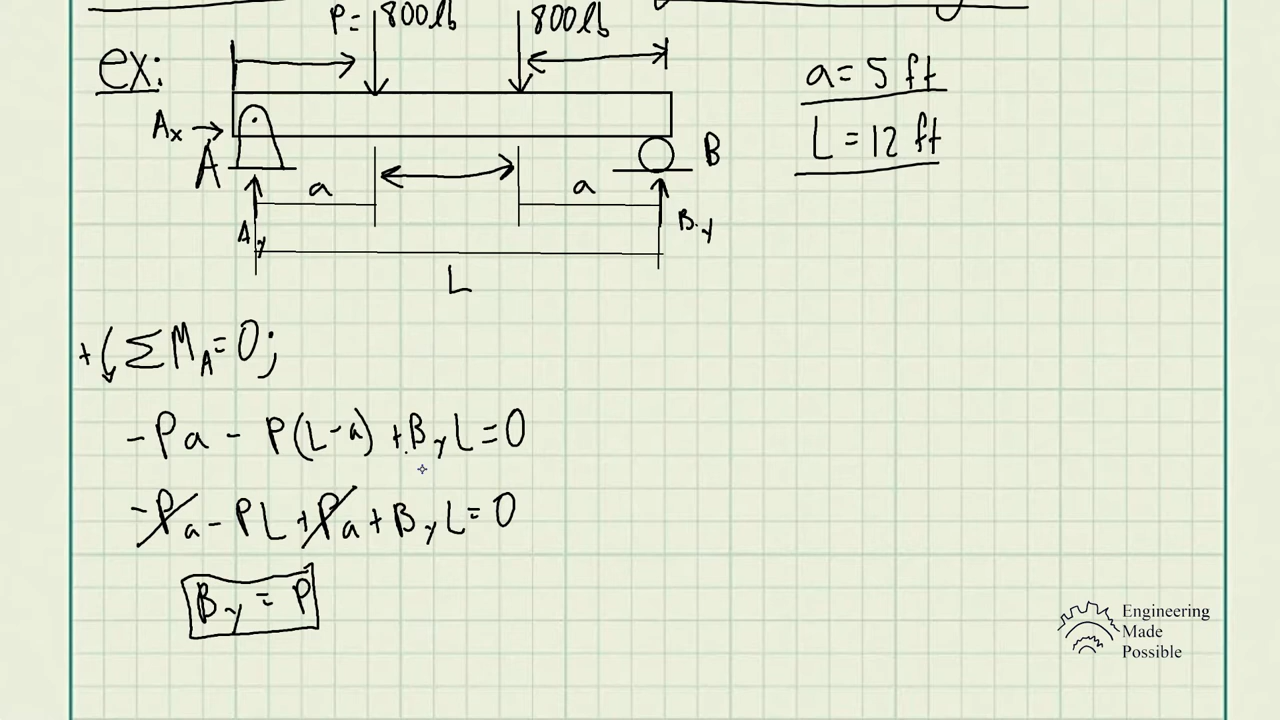 P= 800lb 800lb
ex:
a = 5 ft
L = 12 ft
Ax
A
B
a
a
Ay
By
L
+ ΣMA=0;
-Pa - P(L-a) +ByL=0
-Pa - PL +Pa + ByL=0
By = P
Engineering
Made
Possible